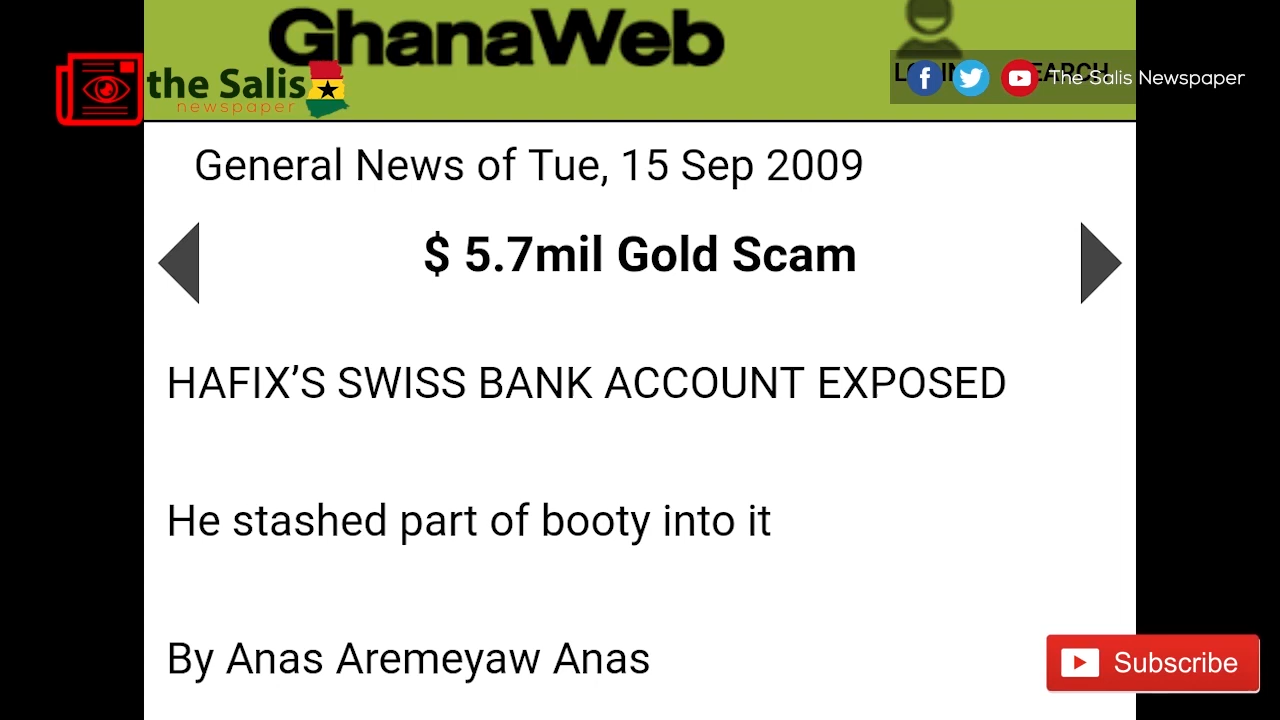 GhanaWeb
the Salis
newspaper
The Salis Newspaper
General News of Tue, 15 Sep 2009
$ 5.7mil Gold Scam
HAFIX’S SWISS BANK ACCOUNT EXPOSED
He stashed part of booty into it
By Anas Aremeyaw Anas
Subscribe